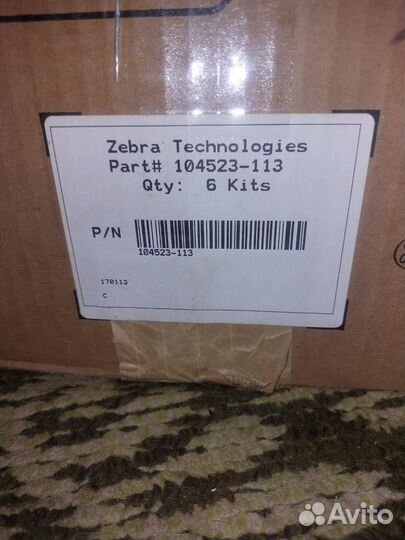 Zebra Technologies
Part# 104523-113
Qty: 6 Kits
P/N
104523-113
170113
C
Avito